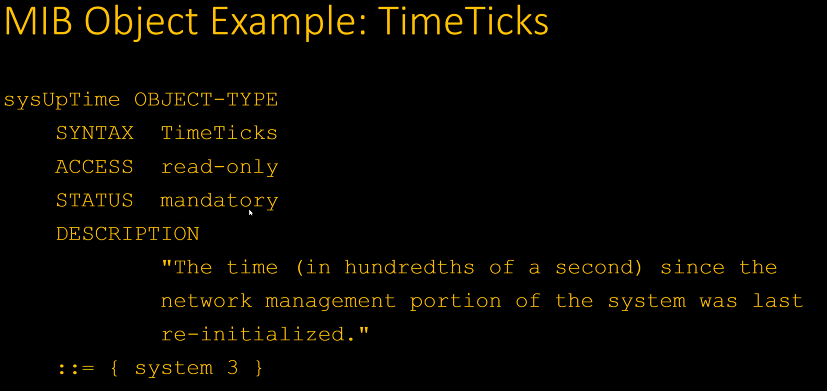 MIB Object Example: TimeTicks
sysUpTime OBJECT-TYPE
SYNTAX TimeTicks
ACCESS read-only
STATUS mandatory
DESCRIPTION
"The time (in hundredths of a second) since the
network management portion of the system was last
re-initialized."
::= { system 3 }